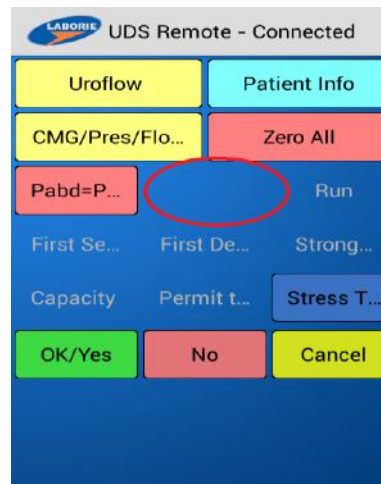 LABORIE UDS Remote - Connected
Uroflow Patient Info
CMG/Pres/Flo... Zero All
Pabd=P... Run
First Se... First De... Strong...
Capacity Permit t... Stress T...
OK/Yes No Cancel